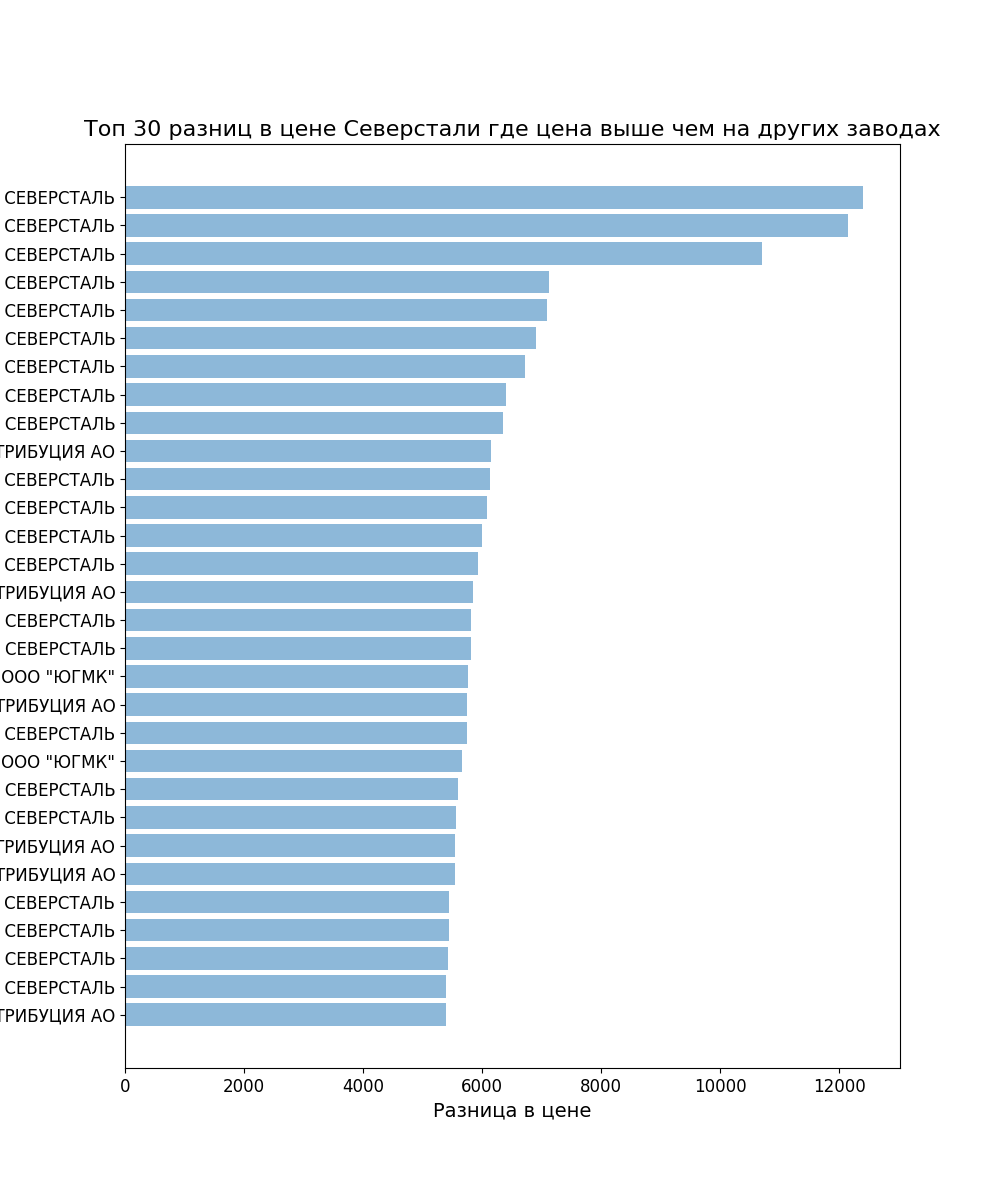 Топ 30 разниц в цене Северстали где цена выше чем на других заводах
СЕВЕРСТАЛЬ
СЕВЕРСТАЛЬ
СЕВЕРСТАЛЬ
СЕВЕРСТАЛЬ
СЕВЕРСТАЛЬ
СЕВЕРСТАЛЬ
СЕВЕРСТАЛЬ
СЕВЕРСТАЛЬ
СЕВЕРСТАЛЬ
ТРИБУЦИЯ АО
СЕВЕРСТАЛЬ
СЕВЕРСТАЛЬ
СЕВЕРСТАЛЬ
СЕВЕРСТАЛЬ
ТРИБУЦИЯ АО
СЕВЕРСТАЛЬ
СЕВЕРСТАЛЬ
ООО "ЮГМК"
ТРИБУЦИЯ АО
СЕВЕРСТАЛЬ
ООО "ЮГМК"
СЕВЕРСТАЛЬ
СЕВЕРСТАЛЬ
ТРИБУЦИЯ АО
ТРИБУЦИЯ АО
СЕВЕРСТАЛЬ
СЕВЕРСТАЛЬ
СЕВЕРСТАЛЬ
СЕВЕРСТАЛЬ
ТРИБУЦИЯ АО
0 2000 4000 6000 8000 10000 12000
Разница в цене